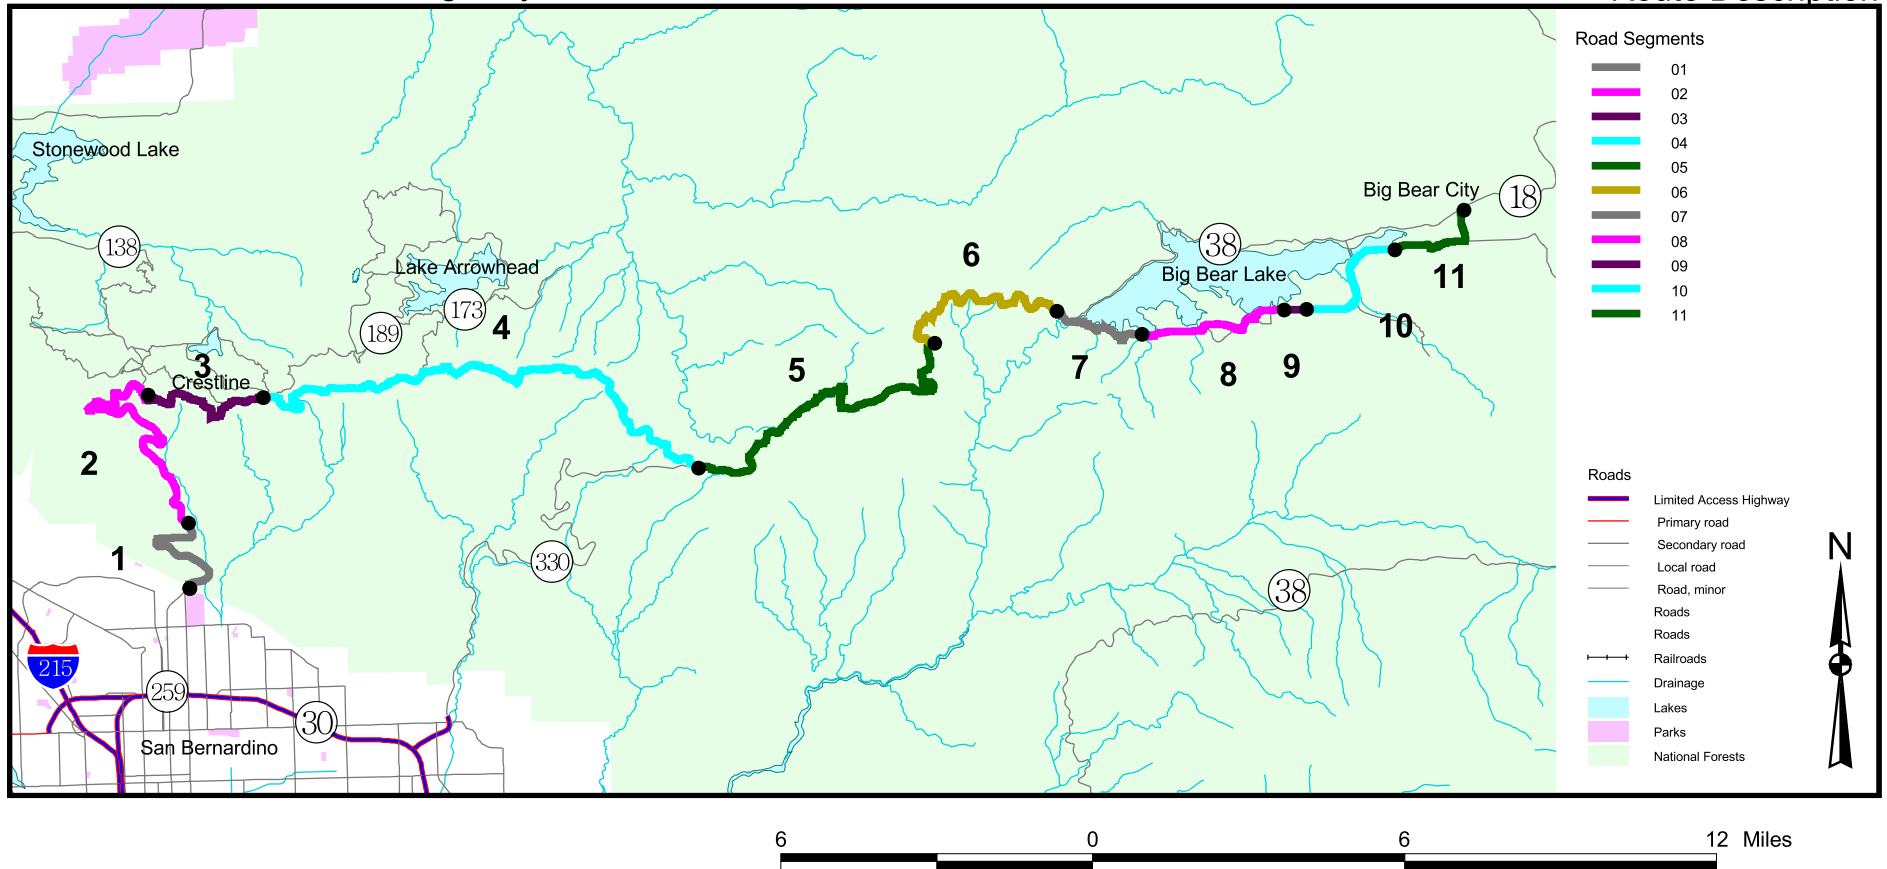 Road Segments
01
02
03
04
05
06
07
08
09
10
11
Stonewood Lake
138
Lake Arrowhead
173
189
4
3
Crestline
2
1
5
6
330
Big Bear City
18
38
Big Bear Lake
7
8
9
10
11
38
215
259
30
San Bernardino
Roads
Limited Access Highway
Primary road
Secondary road
Local road
Road, minor
Roads
Roads
Railroads
Drainage
Lakes
Parks
National Forests
N
6 0 6 12 Miles